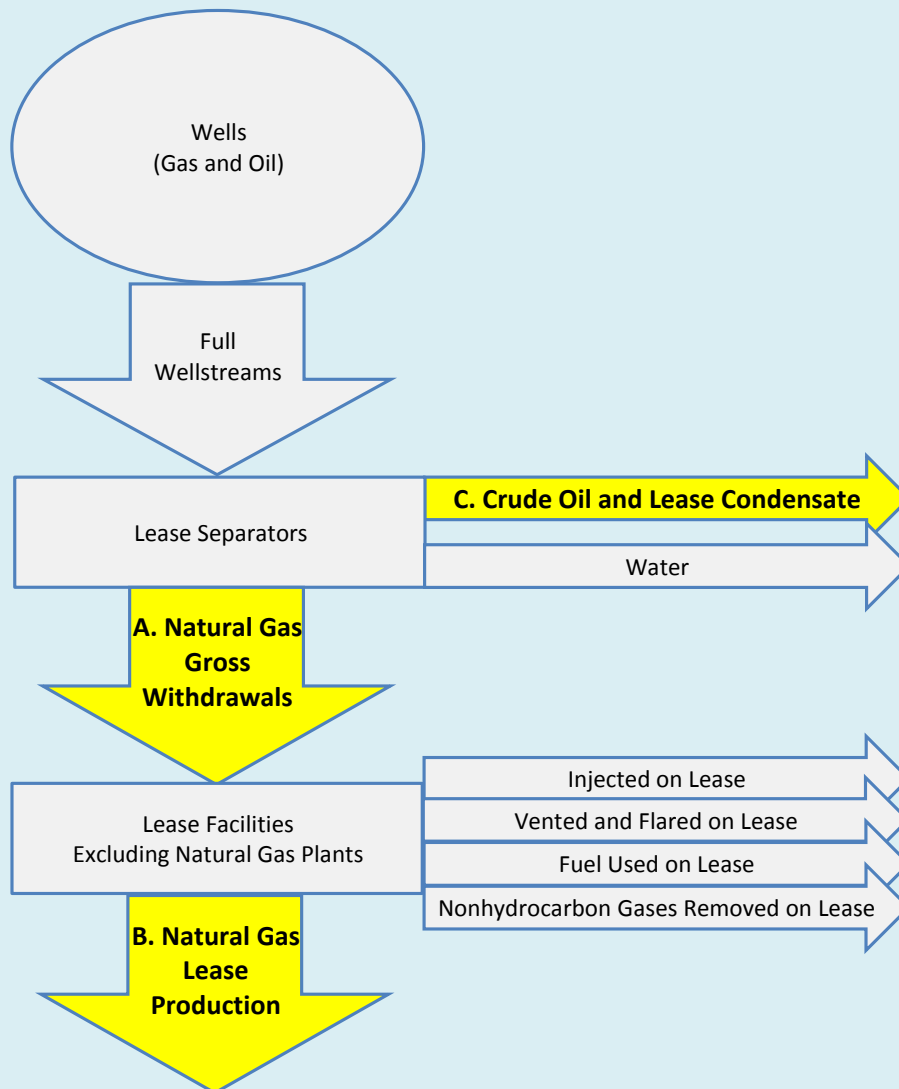 Wells
(Gas and Oil)
Full
Wellstreams
Lease Separators
C. Crude Oil and Lease Condensate
Water
A. Natural Gas
Gross
Withdrawals
Lease Facilities
Excluding Natural Gas Plants
Injected on Lease
Vented and Flared on Lease
Fuel Used on Lease
Nonhydrocarbon Gases Removed on Lease
B. Natural Gas
Lease
Production